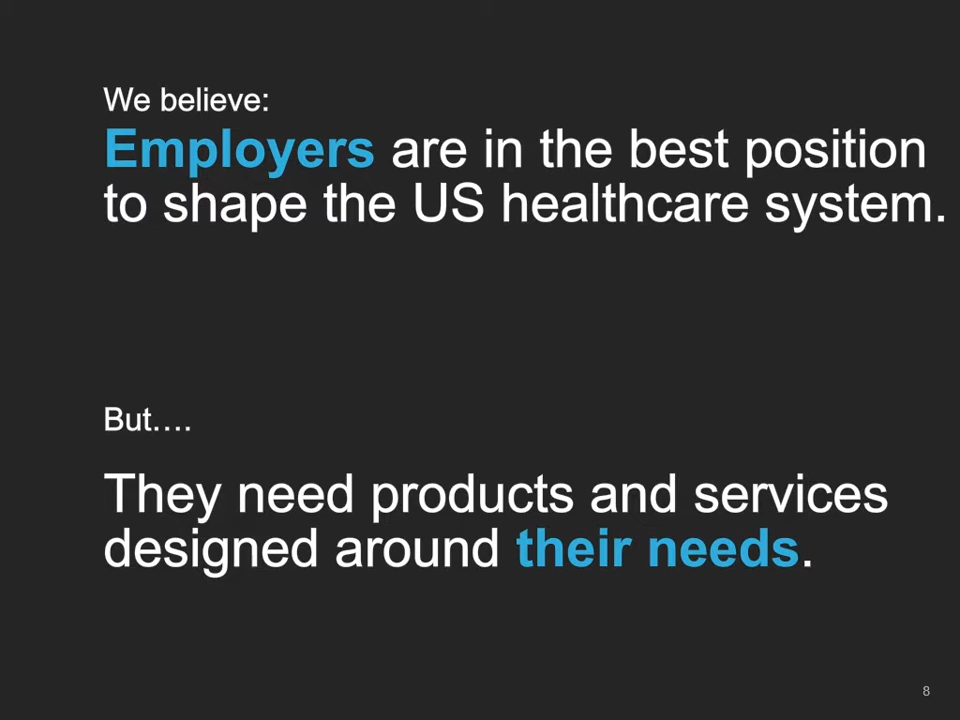 We believe:
Employers are in the best position
to shape the US healthcare system.
But….
They need products and services
designed around their needs.
8